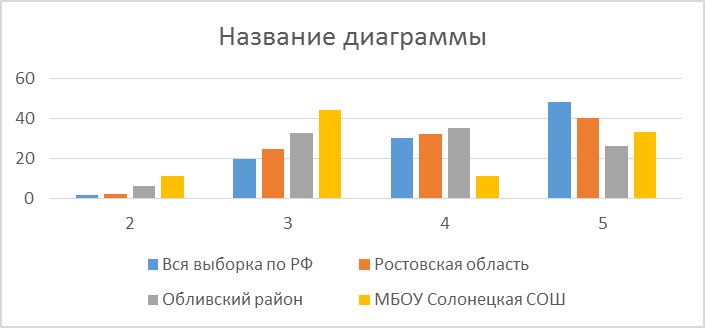 Название диаграммы
60
40
20
0
2 3 4 5
Вся выборка по РФ Ростовская область
Обливский район МБОУ Солонецкая СОШ